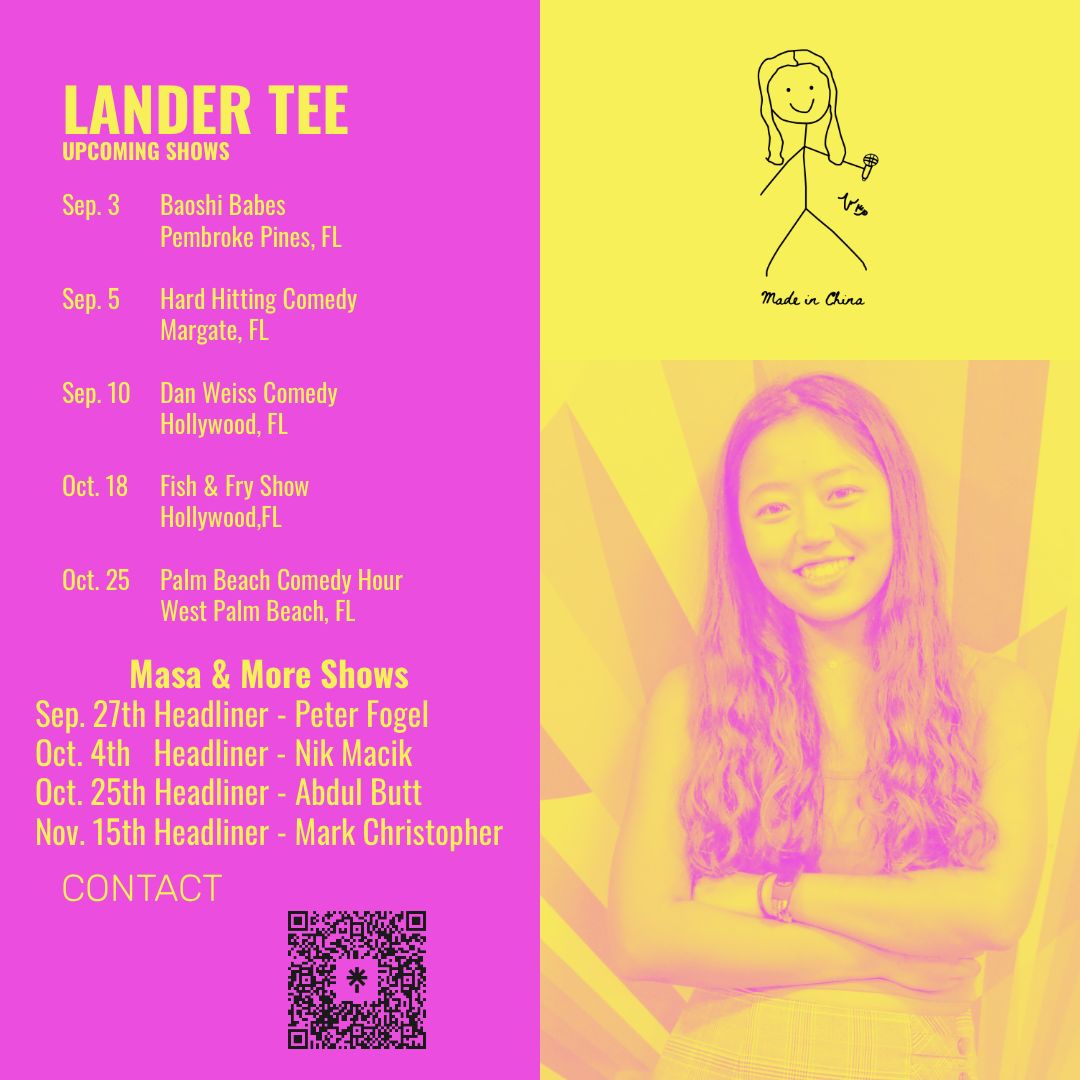 LANDER TEE
UPCOMING SHOWS
Sep. 3 Baoshi Babes
Pembroke Pines, FL
Sep. 5 Hard Hitting Comedy
Margate, FL
Sep. 10 Dan Weiss Comedy
Hollywood, FL
Oct. 18 Fish & Fry Show
Hollywood,FL
Oct. 25 Palm Beach Comedy Hour
West Palm Beach, FL
Masa & More Shows
Sep. 27th Headliner - Peter Fogel
Oct. 4th Headliner - Nik Macik
Oct. 25th Headliner - Abdul Butt
Nov. 15th Headliner - Mark Christopher
CONTACT
Made in China